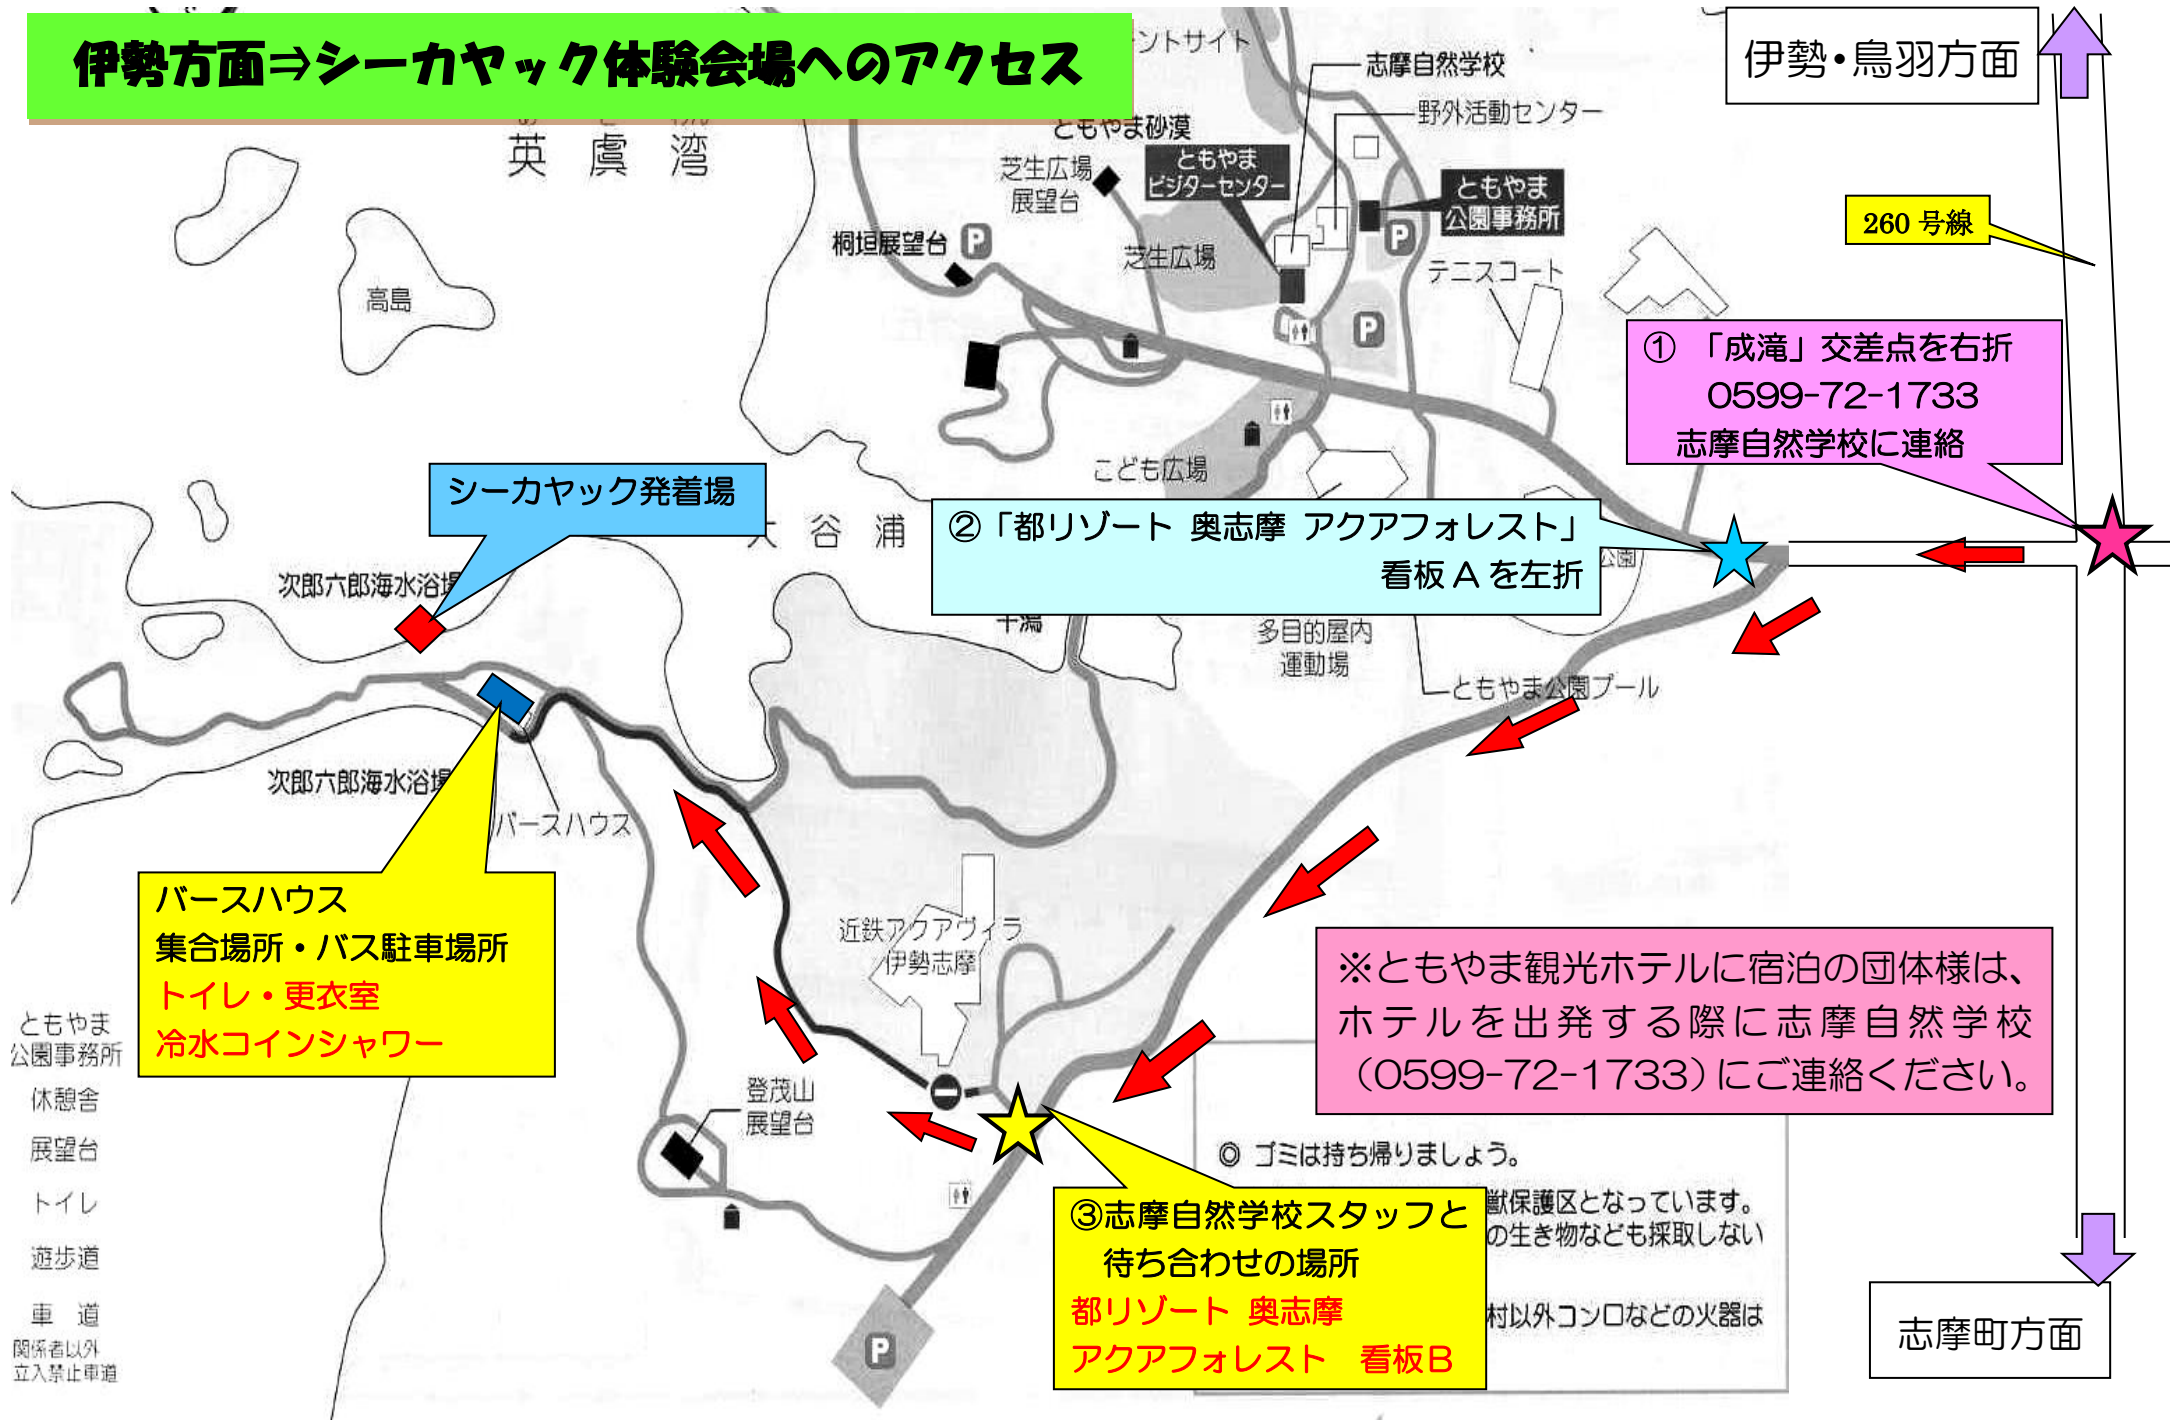 伊勢方面⇒シーカヤック体験会場へのアクセス
ントサイト
志摩自然学校
野外活動センター
伊勢・鳥羽方面
英虞湾
ともやま砂漠
芝生広場
展望台
ともやま
ビジターセンター
ともやま
公園事務所
260号線
桐垣展望台
P
芝生広場
P
テニスコート
高島
P
① 「成滝」交差点を右折
0599-72-1733
志摩自然学校に連絡
こども広場
シーカヤック発着場
谷浦
②「都リゾート 奥志摩 アクアフォレスト」
看板Aを左折
公園
次郎六郎海水浴場
干潟
多目的屋内
運動場
ともやま公園プール
次郎六郎海水浴場
バースハウス
バースハウス
集合場所・バス駐車場所
トイレ・更衣室
冷水コインシャワー
近鉄アクアヴィラ
伊勢志摩
※ともやま観光ホテルに宿泊の団体様は、
ホテルを出発する際に志摩自然学校
(0599-72-1733)にご連絡ください。
ともやま
公園事務所
休憩舎
展望台
トイレ
遊歩道
車 道
関係者以外
立入禁止車道
登茂山
展望台
◎ ゴミは持ち帰りましょう。
獣保護区となっています。
の生き物なども採取しない
村以外コンロなどの火器は
③志摩自然学校スタッフと
待ち合わせの場所
都リゾート 奥志摩
アクアフォレスト 看板B
P
志摩町方面